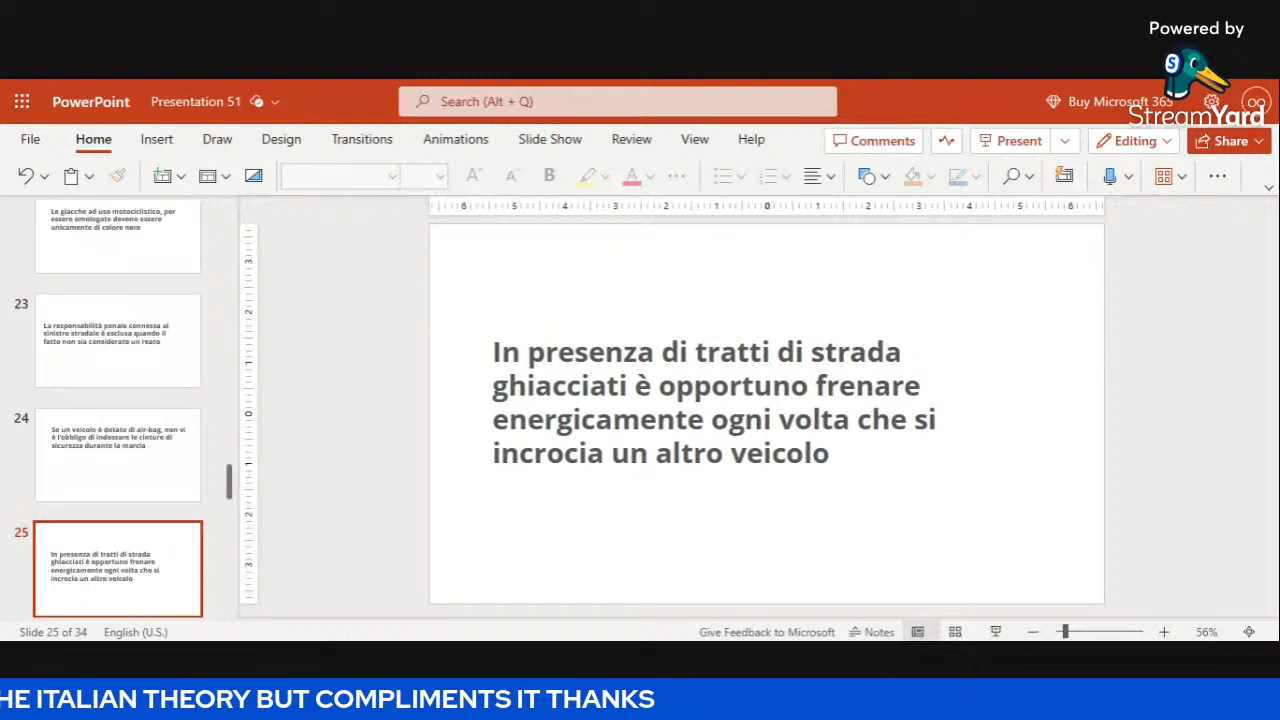 Powered by
StreamYard
PowerPoint
Presentation 51
Search (Alt + Q)
Buy Microsoft 365
OO
File
Home
Insert
Draw
Design
Transitions
Animations
Slide Show
Review
View
Help
Comments
Present
Editing
Share
Le giacche ad uso motociclistico, per
essere omologate devono essere
unicamente di colore nero
23
La responsabilità penale connessa al
sinistro stradale è esclusa quando il
fatto non sia considerato un reato
24
Se un veicolo è dotato di air-bag, non vi
è l'obbligo di indossare le cinture di
sicurezza durante la marcia
25
In presenza di tratti di strada
ghiacciati è opportuno frenare
energicamente ogni volta che si
incrocia un altro veicolo
In presenza di tratti di strada
ghiacciati è opportuno frenare
energicamente ogni volta che si
incrocia un altro veicolo
Slide 25 of 34
English (U.S.)
Give Feedback to Microsoft
Notes
56%
HE ITALIAN THEORY BUT COMPLIMENTS IT THANKS